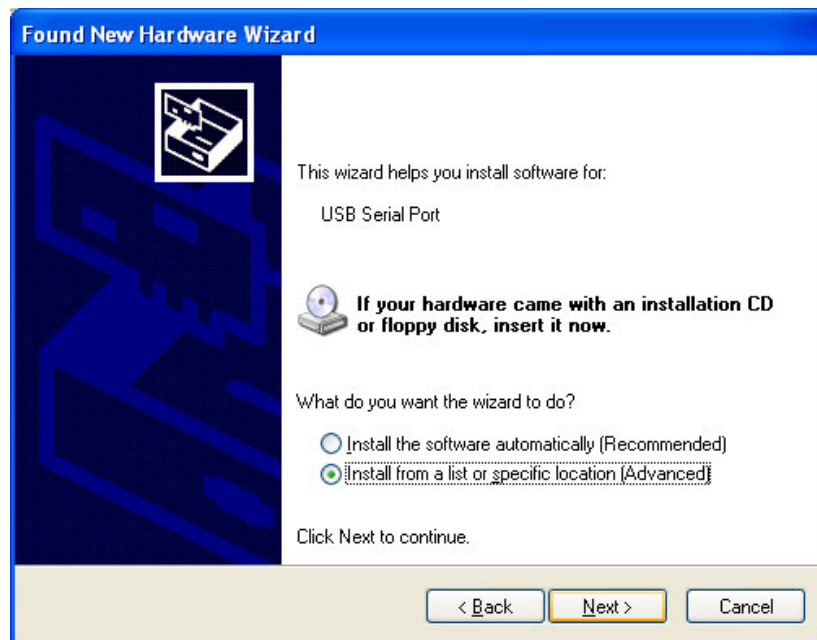 Found New Hardware Wizard
This wizard helps you install software for:
USB Serial Port
If your hardware came with an installation CD
or floppy disk, insert it now.
What do you want the wizard to do?
Install the software automatically (Recommended)
Install from a list or specific location (Advanced)
Click Next to continue.
< Back Next > Cancel